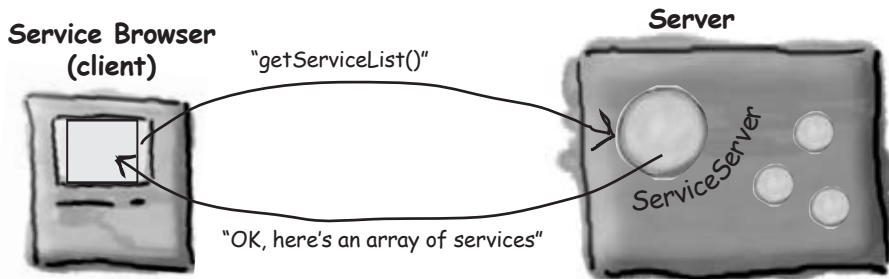 Service Browser
(client)
"getServiceList()"
Server
ServiceServer
"OK, here's an array of services"